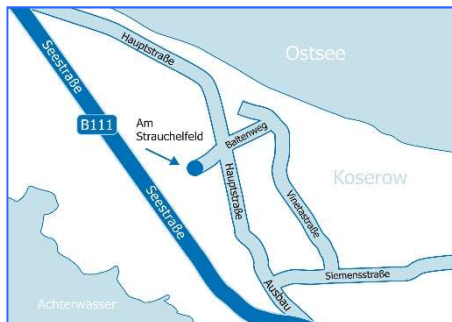 Hauptstraße
Ostsee
Seestraße
B111
Am
Strauchelfeld
Baltenweg
Hauptstraße
Koserow
Vinetastraße
Seestraße
Siemensstraße
Ausbau
Achterwasser